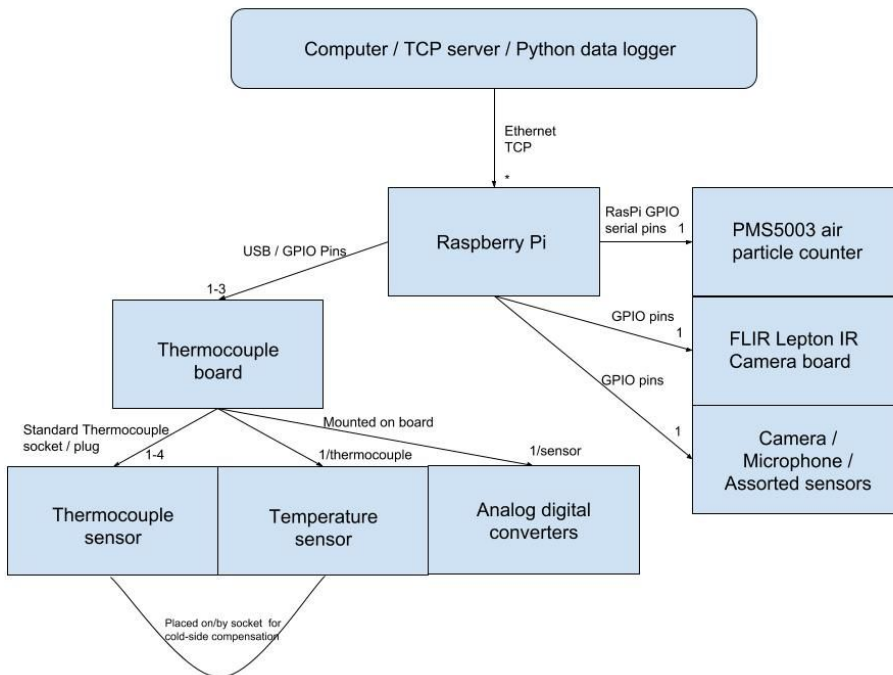 Computer / TCP server / Python data logger
Ethernet
TCP
*
Raspberry Pi
RasPi GPIO
serial pins
1
PMS5003 air
particle counter
USB / GPIO Pins
1-3
GPIO pins
1
FLIR Lepton IR
Camera board
Thermocouple
board
GPIO pins
1
Camera /
Microphone /
Assorted sensors
Standard Thermocouple
socket / plug
1-4
Mounted on board
1/thermocouple
1/sensor
Thermocouple
sensor
Temperature
sensor
Analog digital
converters
Placed on/by socket for
cold-side compensation